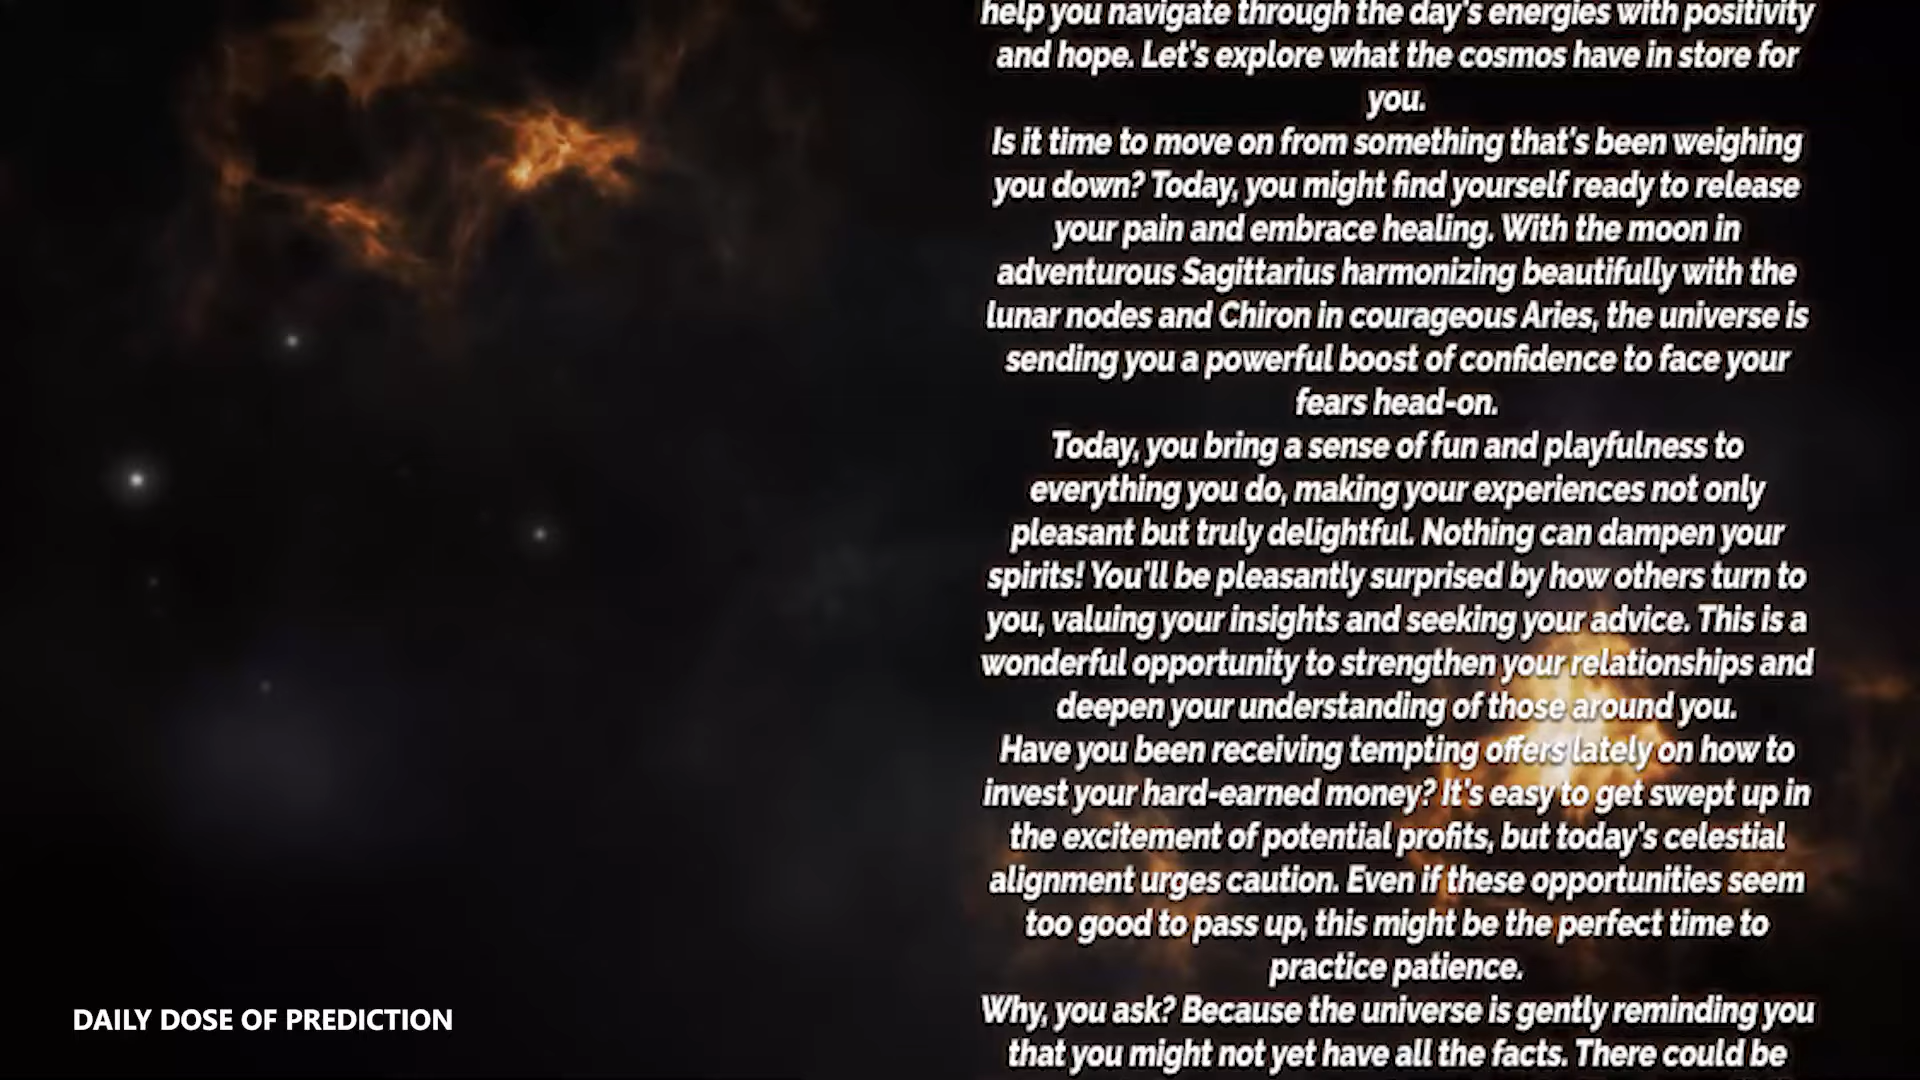 help you navigate through the day's energies with positivity
and hope. Let's explore what the cosmos have in store for
you.
Is it time to move on from something that's been weighing
you down? Today, you might find yourself ready to release
your pain and embrace healing. With the moon in
adventurous Sagittarius harmonizing beautifully with the
lunar nodes and Chiron in courageous Aries, the universe is
sending you a powerful boost of confidence to face your
fears head-on.
Today, you bring a sense of fun and playfulness to
everything you do, making your experiences not only
pleasant but truly delightful. Nothing can dampen your
spirits! You'll be pleasantly surprised by how others turn to
you, valuing your insights and seeking your advice. This is a
wonderful opportunity to strengthen your relationships and
deepen your understanding of those around you.
Have you been receiving tempting offers lately on how to
invest your hard-earned money? It's easy to get swept up in
the excitement of potential profits, but today's celestial
alignment urges caution. Even if these opportunities seem
too good to pass up, this might be the perfect time to
practice patience.
Why, you ask? Because the universe is gently reminding you
that you might not yet have all the facts. There could be
DAILY DOSE OF PREDICTION